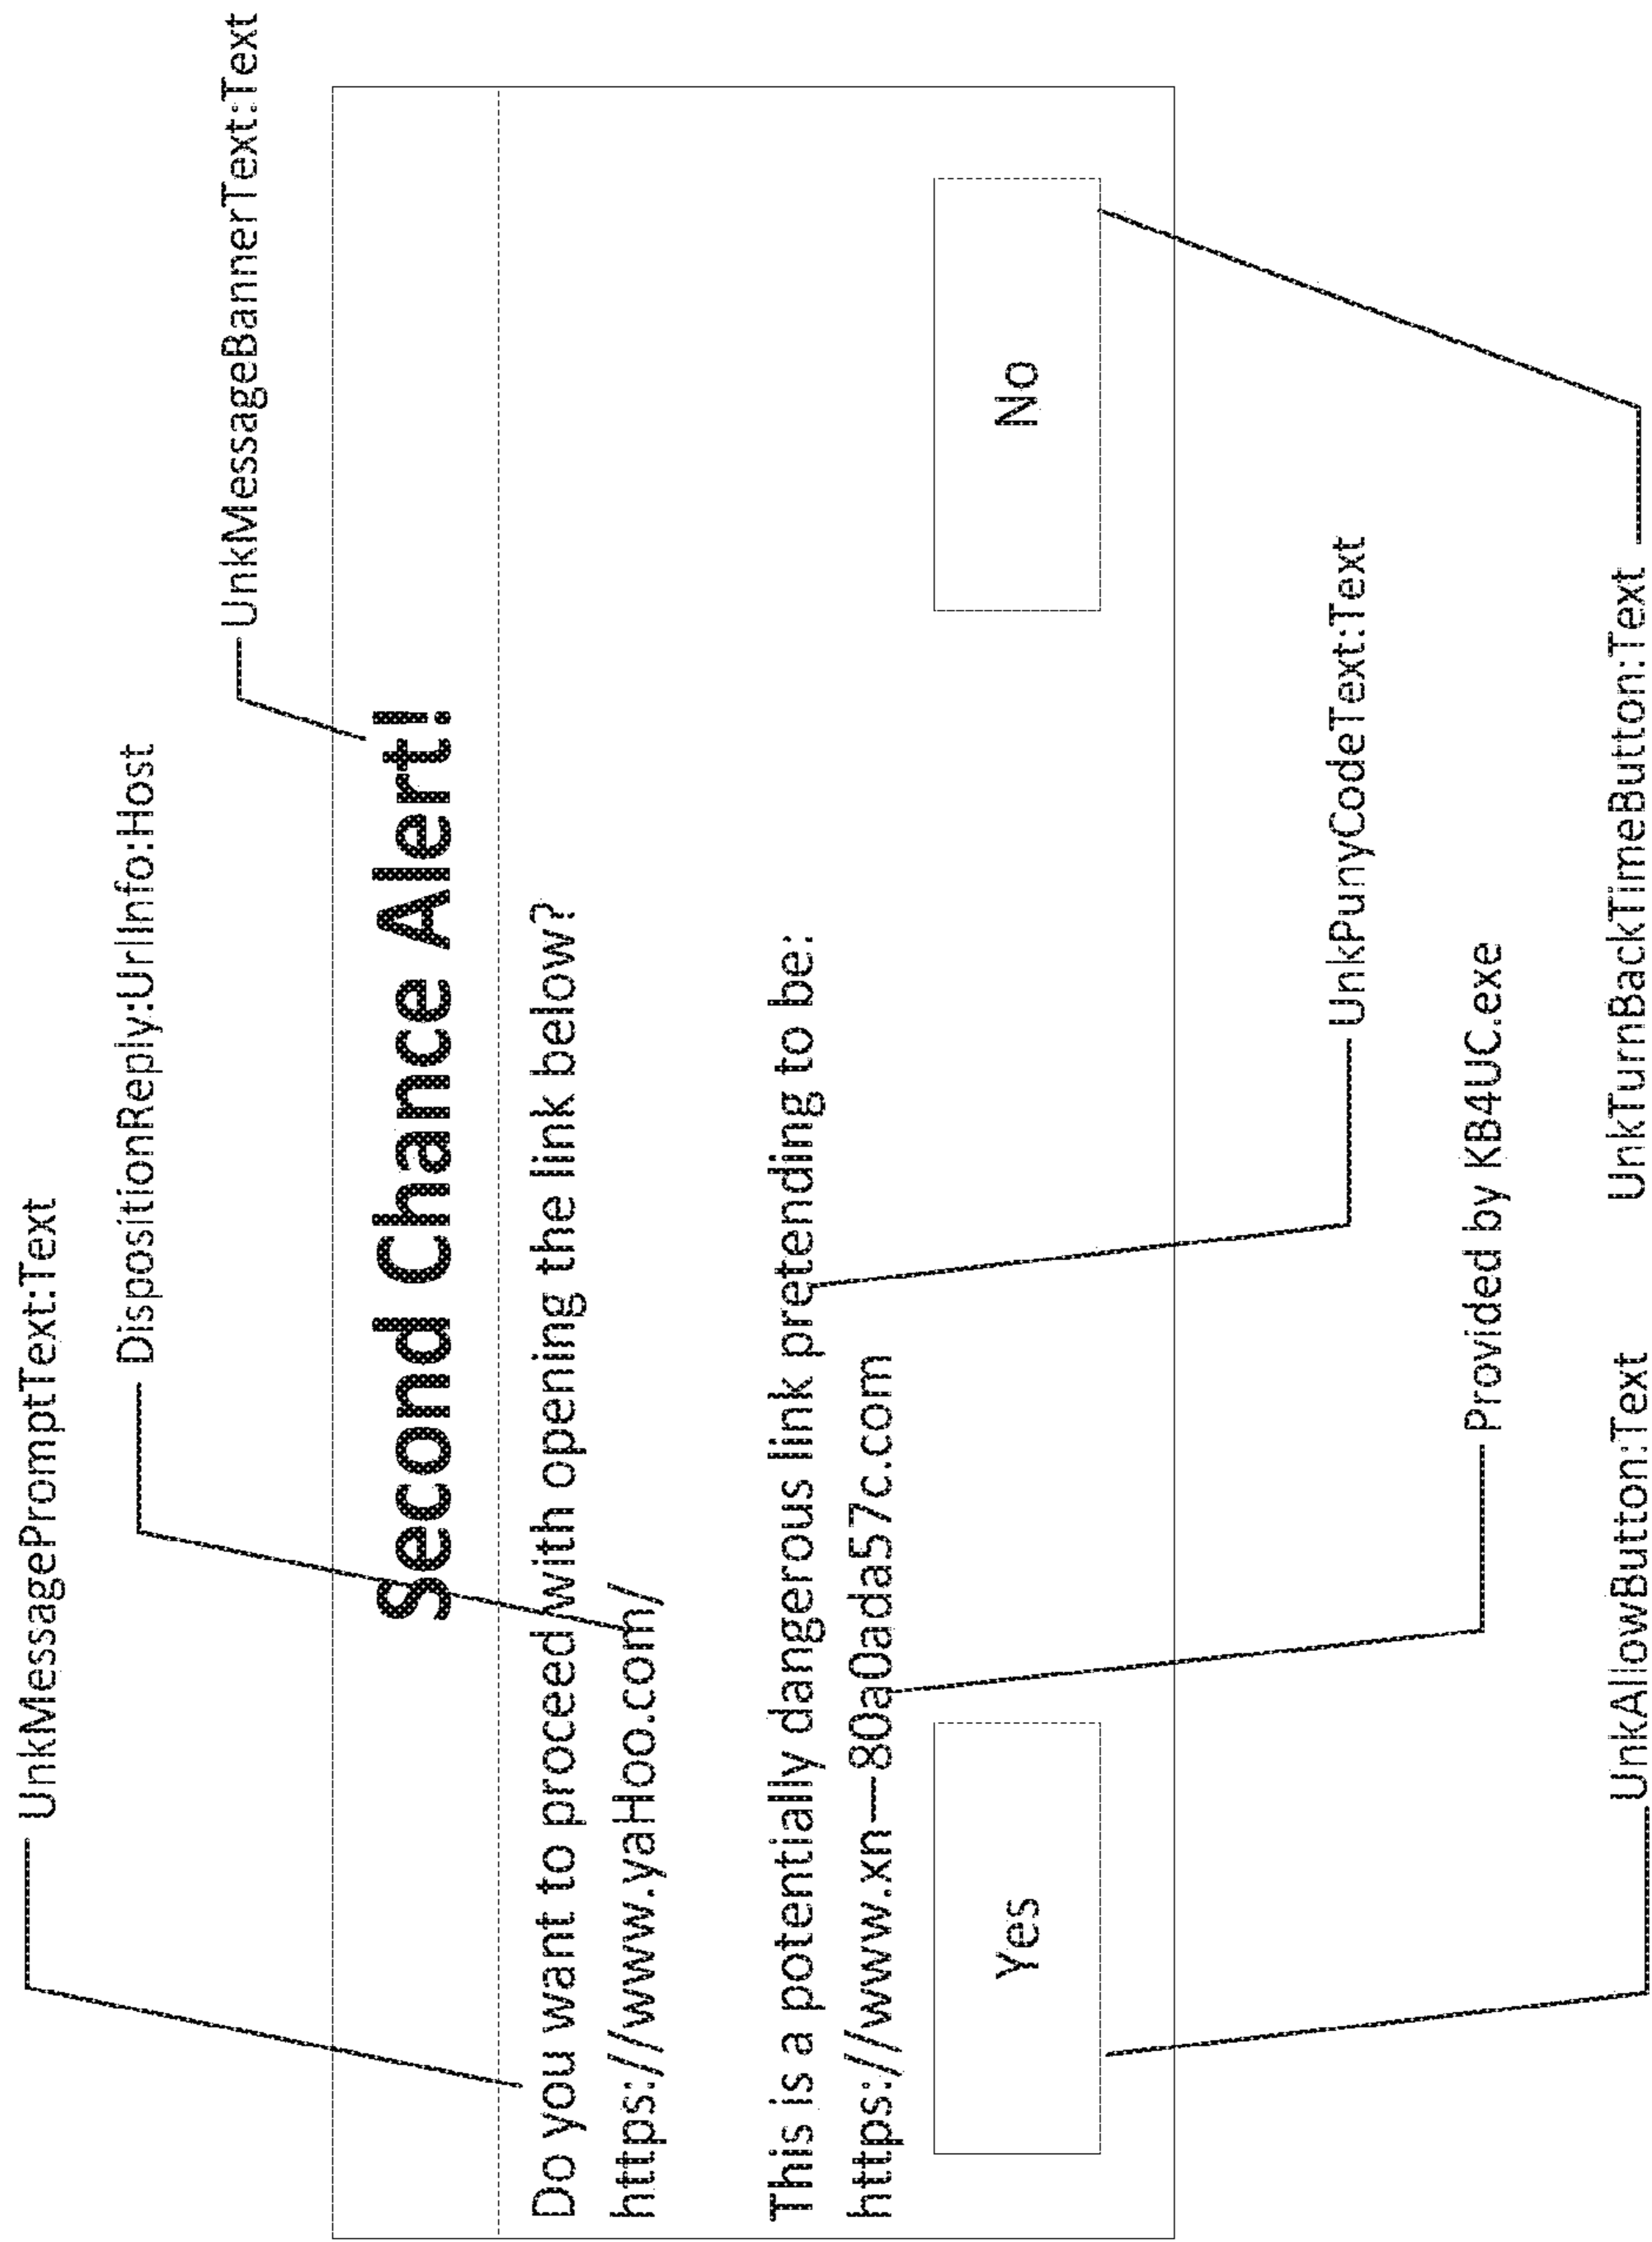 UnkMessagePromptText:Text
DispositionReply:UrlInfo:Host
UnkMessageBannerText:Text
Second Chance Alert!
Do you want to proceed with opening the link below?
https://www.yaHoo.com/
This is a potentially dangerous link pretending to be:
https://www.xn—80a0ada57c.com
Yes
No
UnkPunyCodeText:Text
Provided by KB4UC.exe
UnkAllowButton:Text
UnkTurnBackTimeButton:Text